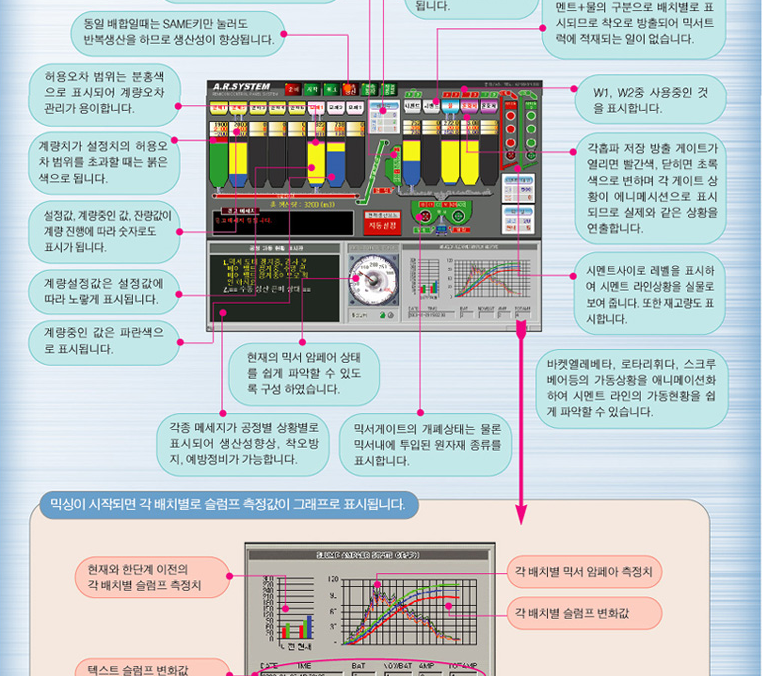 됩니다.
멘트+물의 구분으로 배치별로 표
시되므로 착오로 방출되어 믹서트
럭에 적재되는 일이 없습니다.
동일 배합일때는 SAME키만 눌러도
반복생산을 하므로 생산성이 향상됩니다.
허용오차 범위는 분홍색
으로 표시되어 계량오차
관리가 용이합니다.
계량치가 설정치의 허용오
차 범위를 초과할 때는 붉은
색으로 됩니다.
설정값, 계량중인 값, 잔량값이
계량 진행에 따라 숫자로도
표시가 됩니다.
계량설정값은 설정값에
따라 노랗게 표시됩니다.
계량중인 값은 파란색으
로 표시됩니다.
A.R.SYSTEM
자동설정
W1, W2중 사용중인 것
을 표시합니다.
각홉파 저장 방출 게이트가
열리면 빨간색, 닫히면 초록
색으로 변하며 각 게이트 상
황이 에니메시션으로 표시
되므로 실제와 같은 상황을
연출합니다.
시멘트사이로 레벨을 표시하
여 시멘트 라인상황을 실물로
보여 줍니다. 또한 재고량도 표
시합니다.
바켓엘레베타, 로타리휘다, 스크루
베어등의 가동상황을 애니메이션화
하여 시멘트 라인의 가동현황을 쉽
게 파악할 수 있습니다.
현재의 믹서 암페어 상태
를 쉽게 파악할 수 있도
록 구성 하였습니다.
각종 메세지가 공정별 상황별로
표시되어 생산성향상, 착오방
지, 예방정비가 가능합니다.
믹서게이트의 개폐상태는 물론
믹서내에 투입된 원자재 종류를
표시합니다.
믹싱이 시작되면 각 배치별로 슬럼프 측정값이 그래프로 표시됩니다.
현재와 한단계 이전의
각 배치별 슬럼프 측정치
각 배치별 믹서 암페아 측정치
각 배치별 슬럼프 변화값
텍스트 슬럼프 변화값
전 현재
120
DATE
BAT
AMP